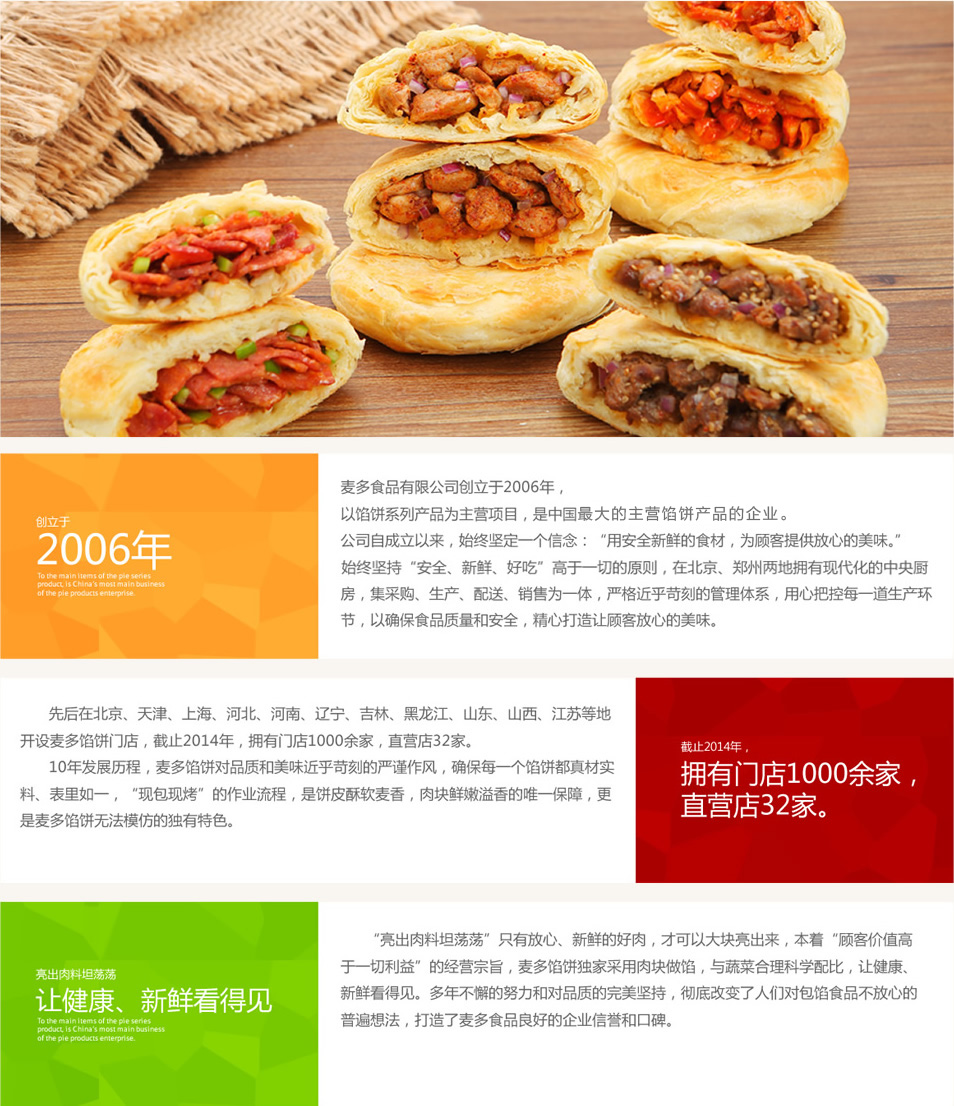 创立于
2006年
To the main items of the pie series
product, is China's most main business
of the pie products enterprise.
麦多食品有限公司创立于2006年，
以馅饼系列产品为主营项目，是中国最大的主营馅饼产品的企业。
公司自成立以来，始终坚定一个信念：“用安全新鲜的食材，为顾客提供放心的美味。”
始终坚持“安全、新鲜、好吃”高于一切的原则，在北京、郑州两地拥有现代化的中央厨
房，集采购、生产、配送、销售为一体，严格近乎苛刻的管理体系，用心把控每一道生产环
节，以确保食品质量和安全，精心打造让顾客放心的美味。
先后在北京、天津、上海、河北、河南、辽宁、吉林、黑龙江、山东、山西、江苏等地
开设麦多馅饼门店，截止2014年，拥有门店1000余家，直营店32家。
10年发展历程，麦多馅饼对品质和美味近乎苛刻的严谨作风，确保每一个馅饼都真材实
料、表里如一，“现包现烤”的作业流程，是饼皮酥软麦香，肉块鲜嫩溢香的唯一保障，更
是麦多馅饼无法模仿的独有特色。
截止2014年，
拥有门店1000余家，
直营店32家。
亮出肉料坦荡荡
让健康、新鲜看得见
To the main items of the pie series
product, is China's most main business
of the pie products enterprise.
“亮出肉料坦荡荡”只有放心、新鲜的好肉，才可以大块亮出来，本着“顾客价值高
于一切利益”的经营宗旨，麦多馅饼独家采用肉块做馅，与蔬菜合理科学配比，让健康、
新鲜看得见。多年不懈的努力和对品质的完美坚持，彻底改变了人们对包馅食品不放心的
普遍想法，打造了麦多食品良好的企业信誉和口碑。